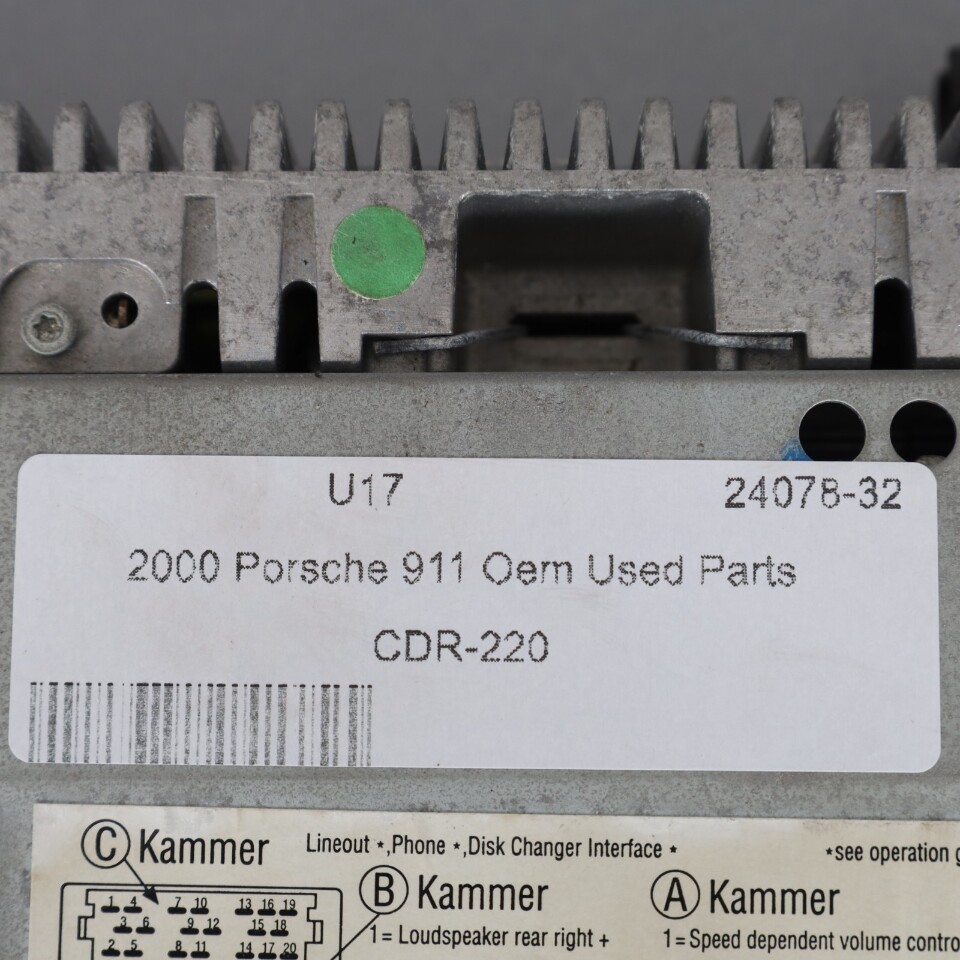 U17 24078-32
2000 Porsche 911 Oem Used Parts
CDR-220
C Kammer Lineout *,Phone *,Disk Changer Interface * *see operation
B Kammer A Kammer
1 4 7 10 13 16 19
3 6 9 12 15 18
1= Loudspeaker rear right + 1=Speed dependent volume contro
2 5 8 11 14 17 20